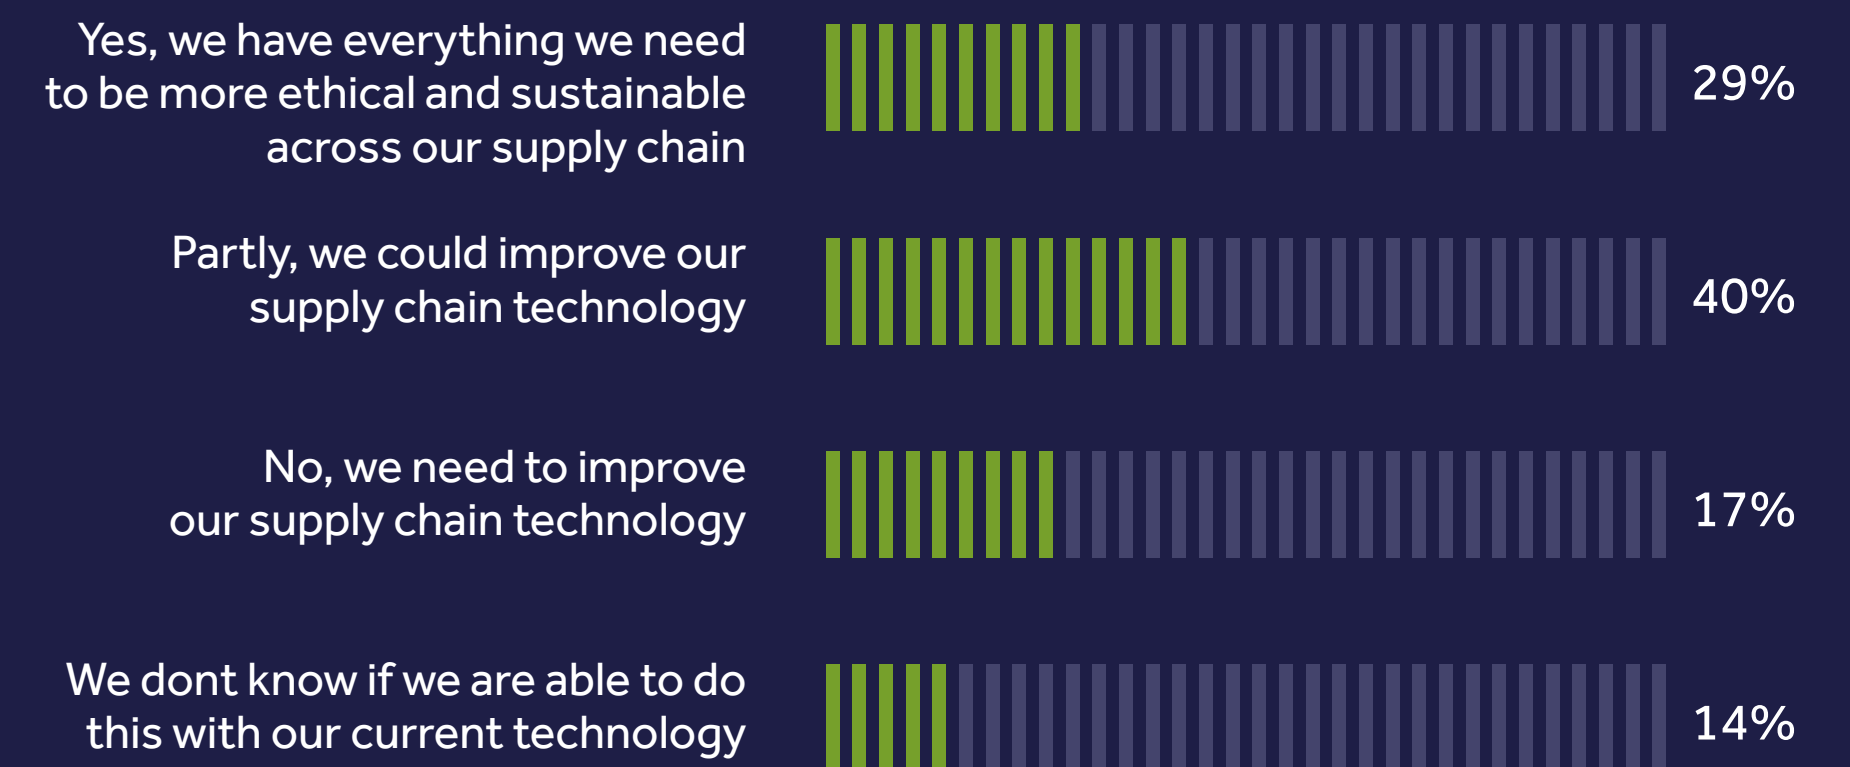 Yes, we have everything we need
to be more ethical and sustainable
across our supply chain
29%
Partly, we could improve our
supply chain technology
40%
No, we need to improve
our supply chain technology
17%
We dont know if we are able to do
this with our current technology
14%